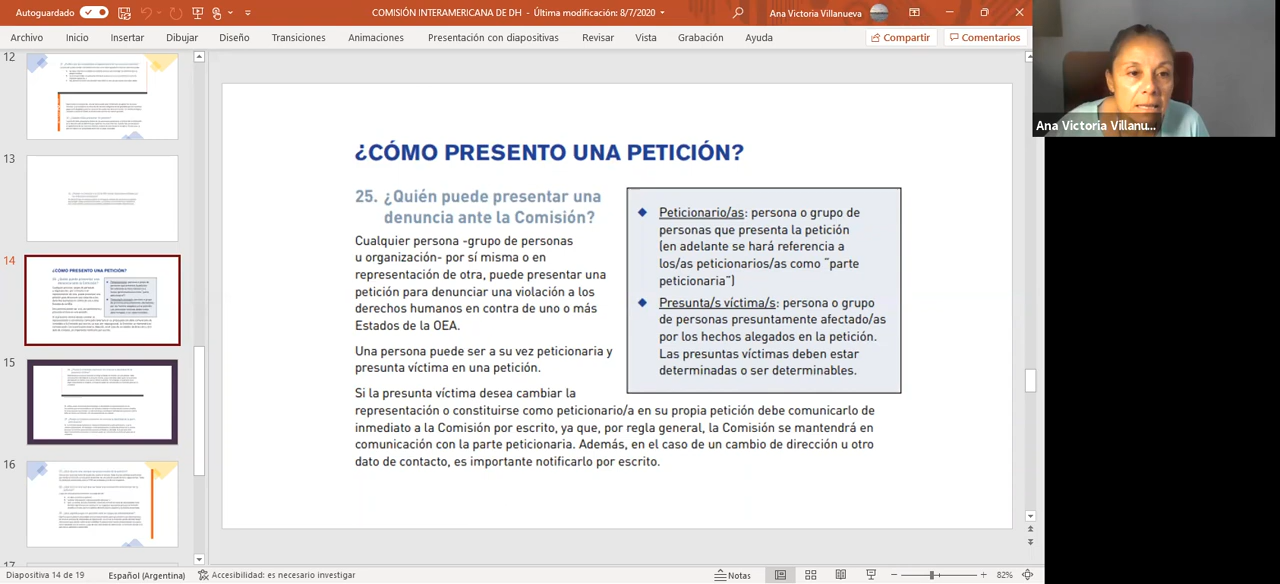 Autoguardado
COMISIÓN INTERAMERICANA DE DH - Última modificación: 8/7/2020
Ana Victoria Villanueva
Archivo Inicio Insertar Dibujar Diseño Transiciones Animaciones Presentación con diapositivas Revisar Vista Grabación Ayuda Compartir Comentarios
Ana Victoria Villanu...
12
13
14
¿CÓMO PRESENTO UNA PETICIÓN?
15
16
17
¿CÓMO PRESENTO UNA PETICIÓN?
25. ¿Quién puede presentar una
denuncia ante la Comisión?
Cualquier persona -grupo de personas
u organización- por sí misma o en
representación de otra, puede presentar una
petición para denunciar una violación a los
derechos humanos en contra de uno o más
Estados de la OEA.
Una persona puede ser a su vez peticionaria y
presunta víctima en una petición.
Si la presunta víctima desea cambiar la
representación o constituirse como peticionario/a en su propia petición debe comunicarlo de
inmediato a la Comisión por escrito, ya que, por regla general, la Comisión se mantendrá en
comunicación con la parte peticionaria. Además, en el caso de un cambio de dirección u otro
dato de contacto, es importante notificarlo por escrito.
Peticionario/as: persona o grupo de
personas que presenta la petición
(en adelante se hará referencia a
los/as peticionarios/as como "parte
peticionaria")
Presunta/s víctima/s: persona o grupo
de personas presuntamente afectado/as
por los hechos alegados en la petición.
Las presuntas víctimas deben estar
determinadas o ser determinables.
Diapositiva 14 de 19 Español (Argentina) Accesibilidad: es necesario investigar Notas 82%